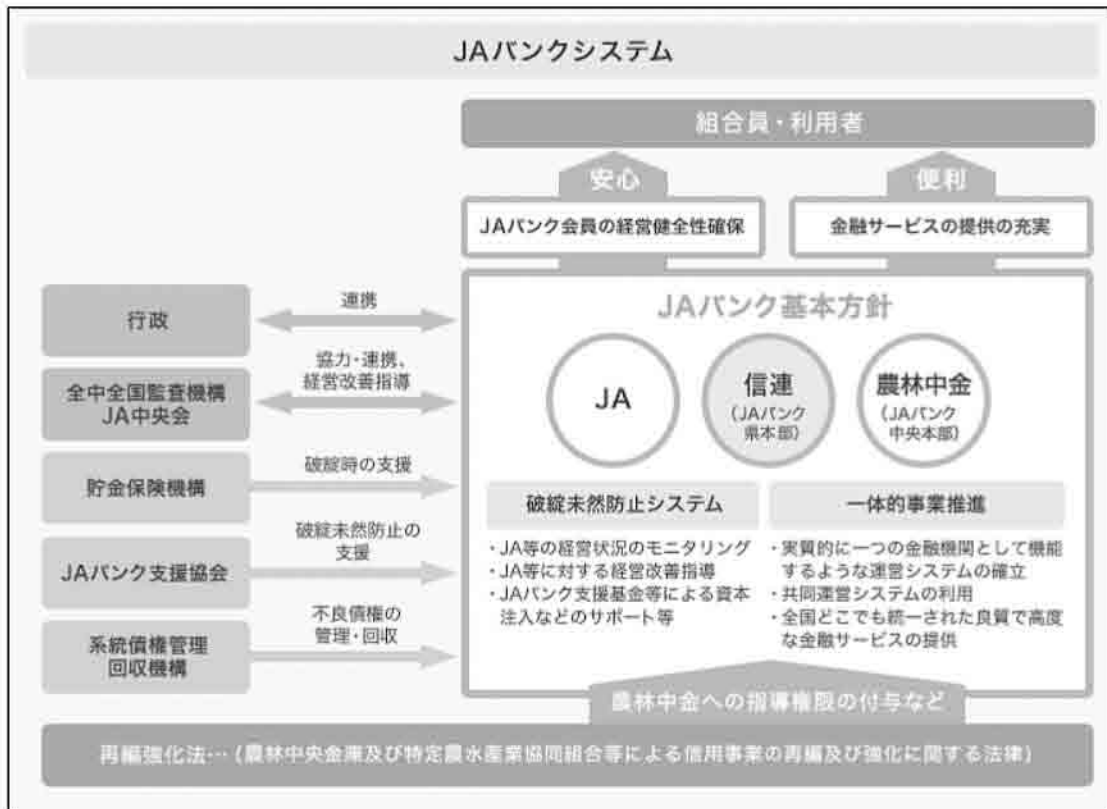 JAバンクシステム
組合員・利用者
安心
便利
JAバンク会員の経営健全性確保
金融サービスの提供の充実
行政
連携
全中全国監査機構
JA中央会
協力・連携、
経営改善指導
貯金保険機構
破綻時の支援
JAバンク支援協会
破綻未然防止の
支援
系統債権管理
回収機構
不良債権の
管理・回収
JAバンク基本方針
JA
信連
(JAバンク
県本部)
農林中金
(JAバンク
中央本部)
破綻未然防止システム
・JA等の経営状況のモニタリング
・JA等に対する経営改善指導
・JAバンク支援基金等による資本
注入などのサポート等
一体的事業推進
・実質的に一つの金融機関として機能
するような運営システムの確立
・共同運営システムの利用
・全国どこでも統一された良質で高度
な金融サービスの提供
農林中金への指導権限の付与など
再編強化法…(農林中央金庫及び特定農水産業協同組合等による信用事業の再編及び強化に関する法律)